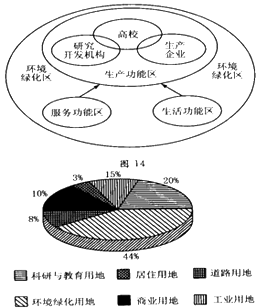 高校
研究
开发机构
生产
企业
环境
绿化区
生产功能区
环境
绿化区
服务功能区
生活功能区
图 14
3%
15%
20%
10%
8%
44%
科研与教育用地
居住用地
道路用地
环境绿化用地
商业用地
工业用地